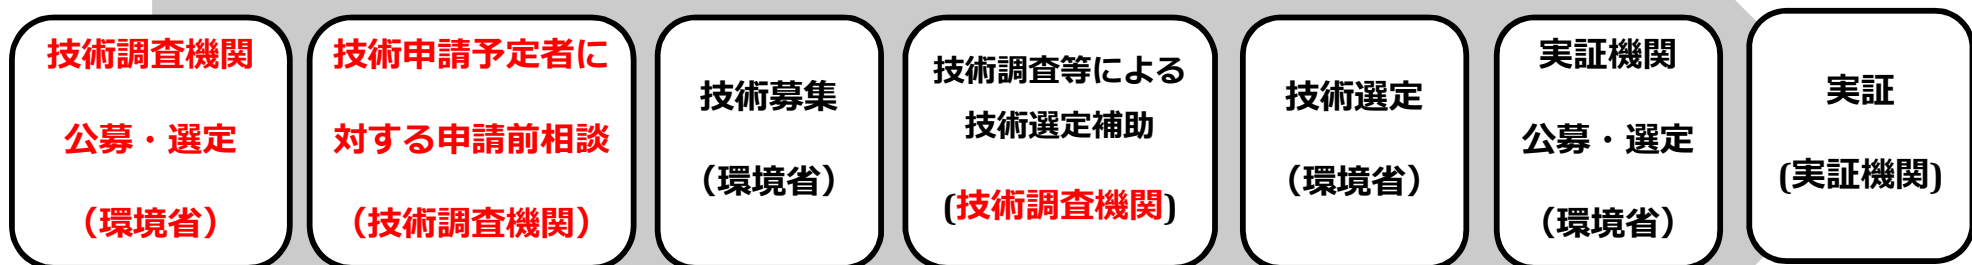 技術調査機関
公募・選定
（環境省）
技術申請予定者に
対する申請前相談
（技術調査機関）
技術募集
（環境省）
技術調査等による
技術選定補助
(技術調査機関)
技術選定
（環境省）
実証機関
公募・選定
（環境省）
実証
(実証機関)